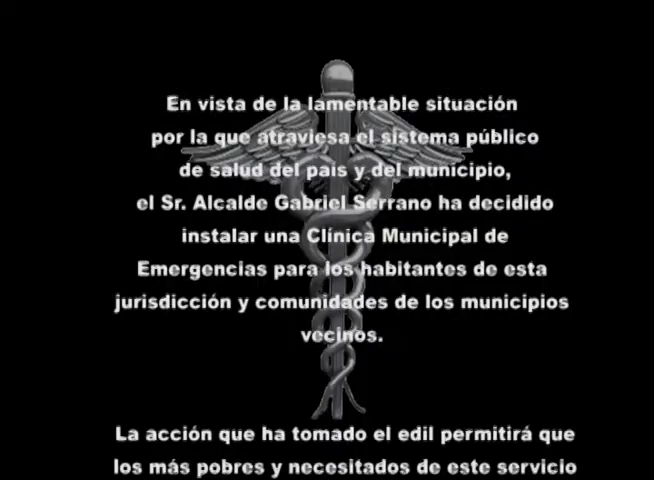 En vista de la lamentable situación
por la que atraviesa el sistema público
de salud del país y del municipio,
el Sr. Alcalde Gabriel Serrano ha decidido
instalar una Clínica Municipal de
Emergencias para los habitantes de esta
jurisdicción y comunidades de los municipios
vecinos.
La acción que ha tomado el edil permitirá que
los más pobres y necesitados de este servicio